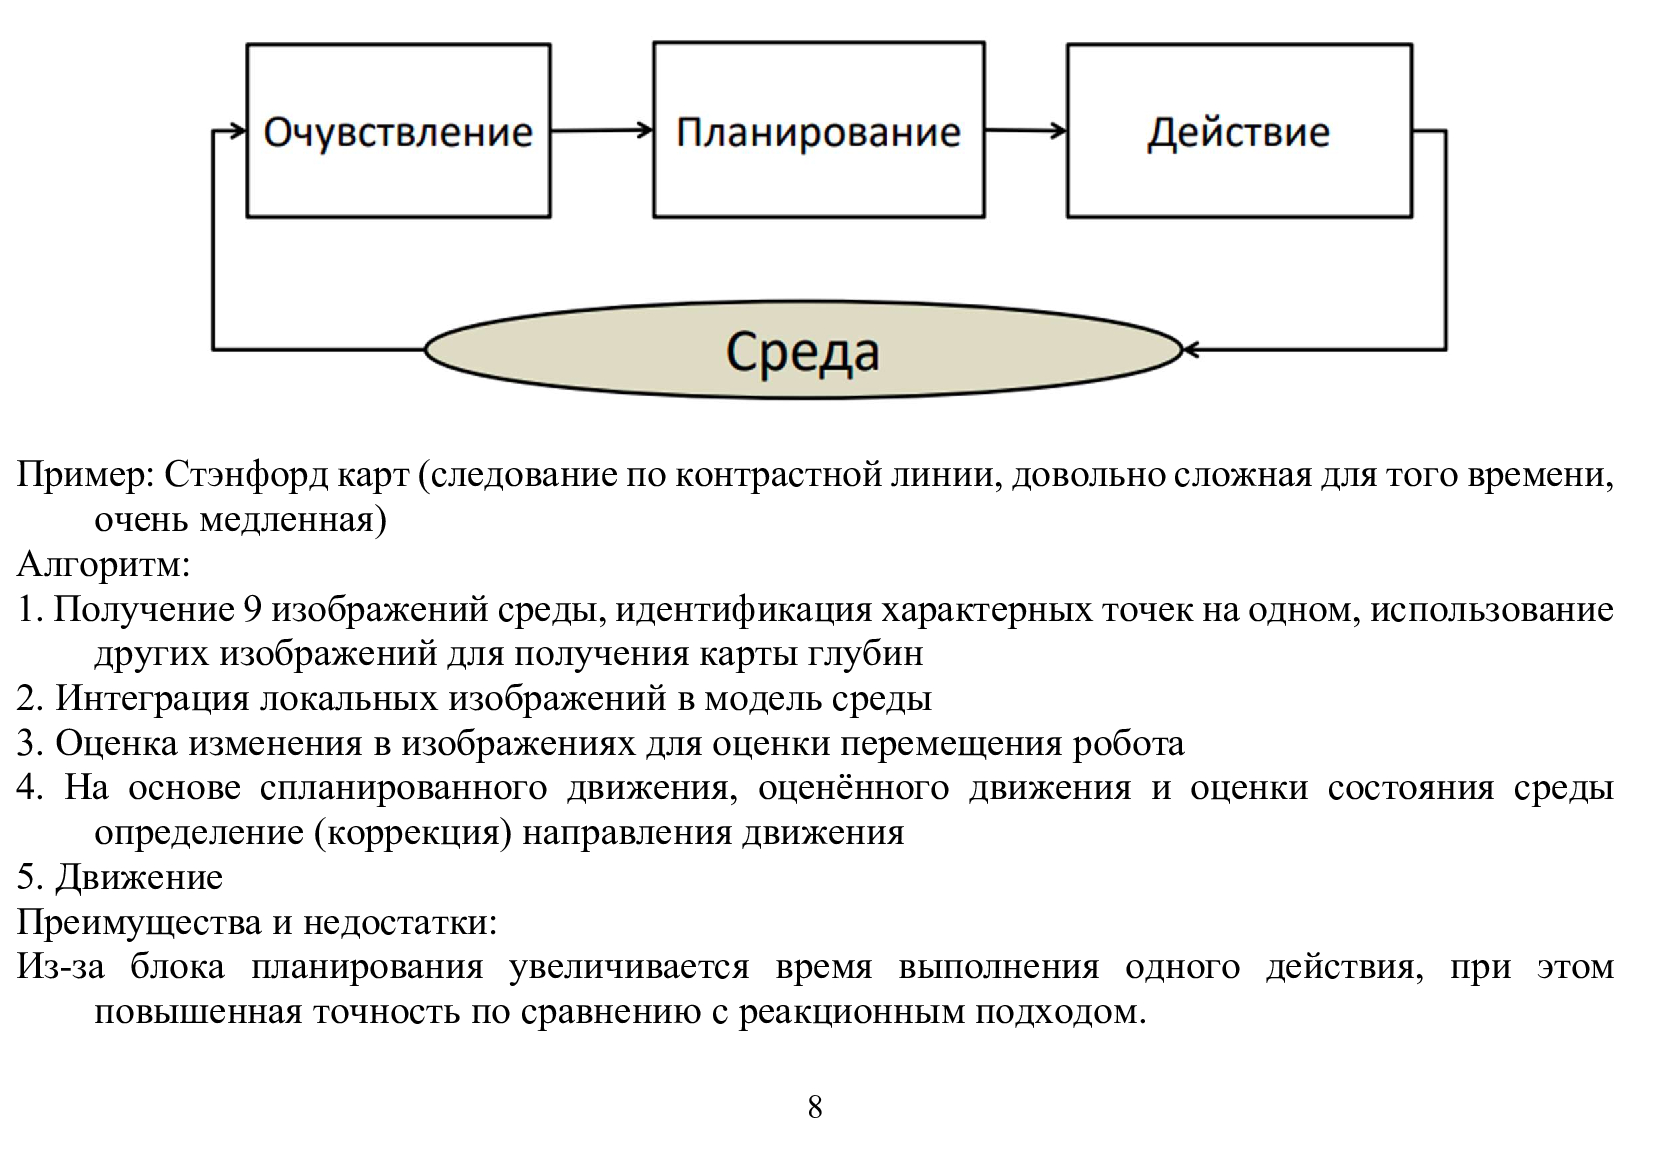 Очувствление
Планирование
Действие
Среда
Пример: Стэнфорд карт (следование по контрастной линии, довольно сложная для того времени,
очень медленная)
Алгоритм:
1. Получение 9 изображений среды, идентификация характерных точек на одном, использование
других изображений для получения карты глубин
2. Интеграция локальных изображений в модель среды
3. Оценка изменения в изображениях для оценки перемещения робота
4. На основе спланированного движения, оценённого движения и оценки состояния среды
определение (коррекция) направления движения
5. Движение
Преимущества и недостатки:
Из-за блока планирования увеличивается время выполнения одного действия, при этом
повышенная точность по сравнению с реакционным подходом.
8